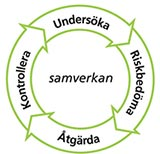 Undersöka
Riskbedöma
Åtgärda
Kontrollera
samverkan